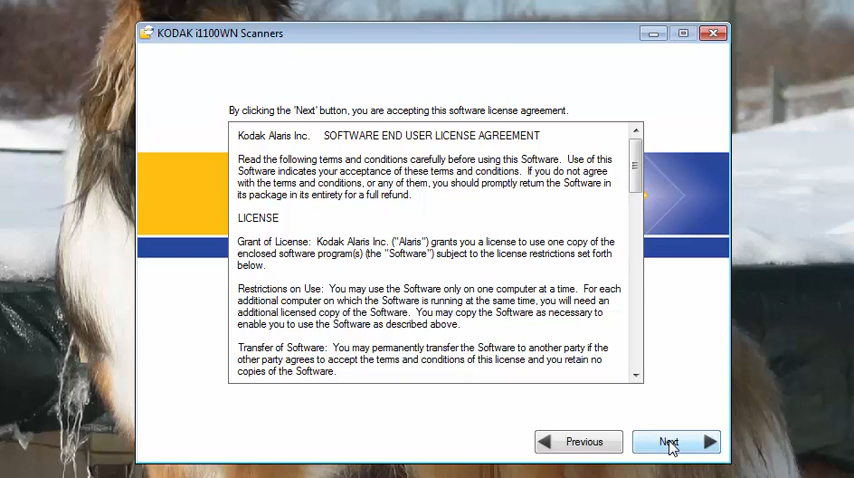 KODAK i1100WN Scanners
By clicking the 'Next' button, you are accepting this software license agreement.
Kodak Alaris Inc. SOFTWARE END USER LICENSE AGREEMENT
Read the following terms and conditions carefully before using this Software. Use of this
Software indicates your acceptance of these terms and conditions. If you do not agree
with the terms and conditions, or any of them, you should promptly return the Software in
its package in its entirety for a full refund.
LICENSE
Grant of License: Kodak Alaris Inc. ("Alaris") grants you a license to use one copy of the
enclosed software program(s) (the "Software") subject to the license restrictions set forth
below.
Restrictions on Use: You may use the Software only on one computer at a time. For each
additional computer on which the Software is running at the same time, you will need an
additional licensed copy of the Software. You may copy the Software as necessary to
enable you to use the Software as described above.
Transfer of Software: You may permanently transfer the Software to another party if the
other party agrees to accept the terms and conditions of this license and you retain no
copies of the Software.
Previous
Next